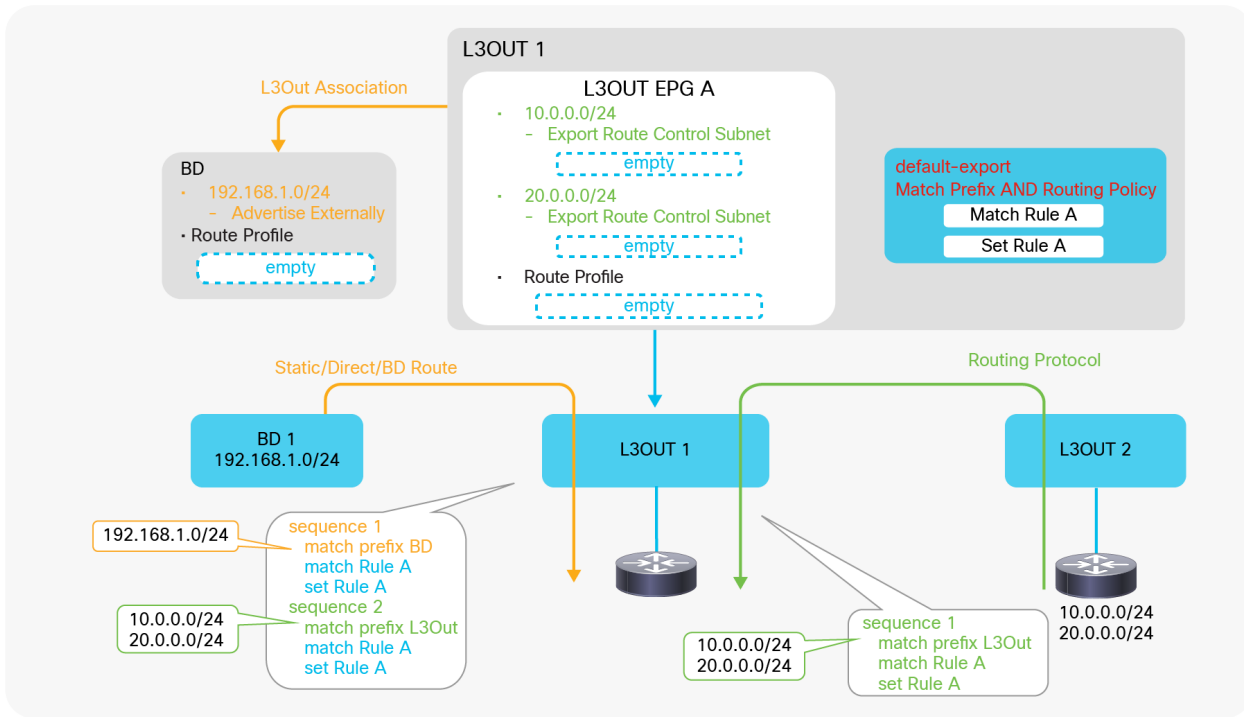 L3OUT 1
L3Out Association
L3OUT EPG A
· 10.0.0.0/24
– Export Route Control Subnet
empty
· 20.0.0.0/24
– Export Route Control Subnet
empty
· Route Profile
empty
default-export
Match Prefix AND Routing Policy
Match Rule A
Set Rule A
BD
· 192.168.1.0/24
– Advertise Externally
· Route Profile
empty
Static/Direct/BD Route
Routing Protocol
BD 1
192.168.1.0/24
L3OUT 1
L3OUT 2
192.168.1.0/24
sequence 1
match prefix BD
match Rule A
set Rule A
sequence 2
match prefix L3Out
match Rule A
set Rule A
10.0.0.0/24
20.0.0.0/24
10.0.0.0/24
20.0.0.0/24
sequence 1
match prefix L3Out
match Rule A
set Rule A
10.0.0.0/24
20.0.0.0/24